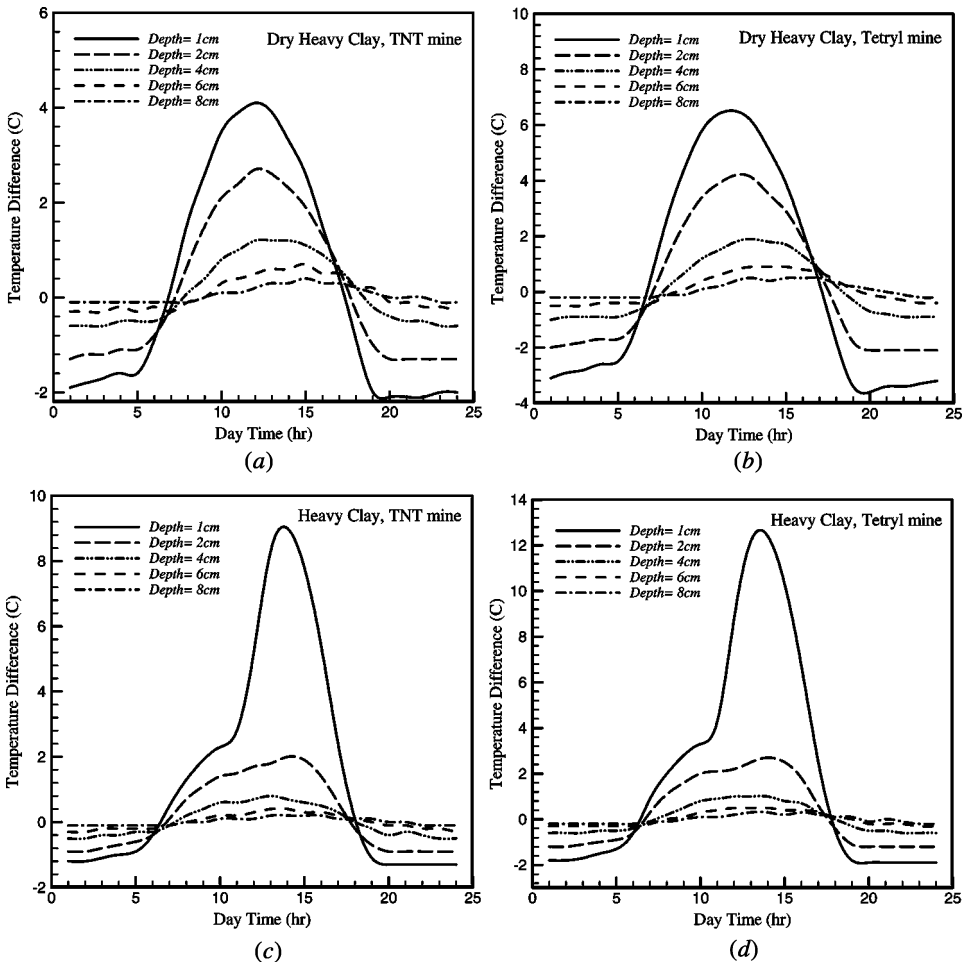 Dry Heavy Clay, TNT mine
Depth= 1cm
Depth= 2cm
Depth= 4cm
Depth= 6cm
Depth= 8cm
Temperature Difference (C)
6
4
2
0
-2
0 5 10 15 20 25
Day Time (hr)
(a)
Dry Heavy Clay, Tetryl mine
Depth= 1cm
Depth= 2cm
Depth= 4cm
Depth= 6cm
Depth= 8cm
Temperature Difference (C)
10
8
6
4
2
0
-2
-4
0 5 10 15 20 25
Day Time (hr)
(b)
Heavy Clay, TNT mine
Depth= 1cm
Depth= 2cm
Depth= 4cm
Depth= 6cm
Depth= 8cm
Temperature Difference (C)
10
8
6
4
2
0
-2
0 5 10 15 20 25
Day Time (hr)
(c)
Heavy Clay, Tetryl mine
Depth= 1cm
Depth= 2cm
Depth= 4cm
Depth= 6cm
Depth= 8cm
Temperature Difference (C)
14
12
10
8
6
4
2
0
-2
0 5 10 15 20 25
Day Time (hr)
(d)